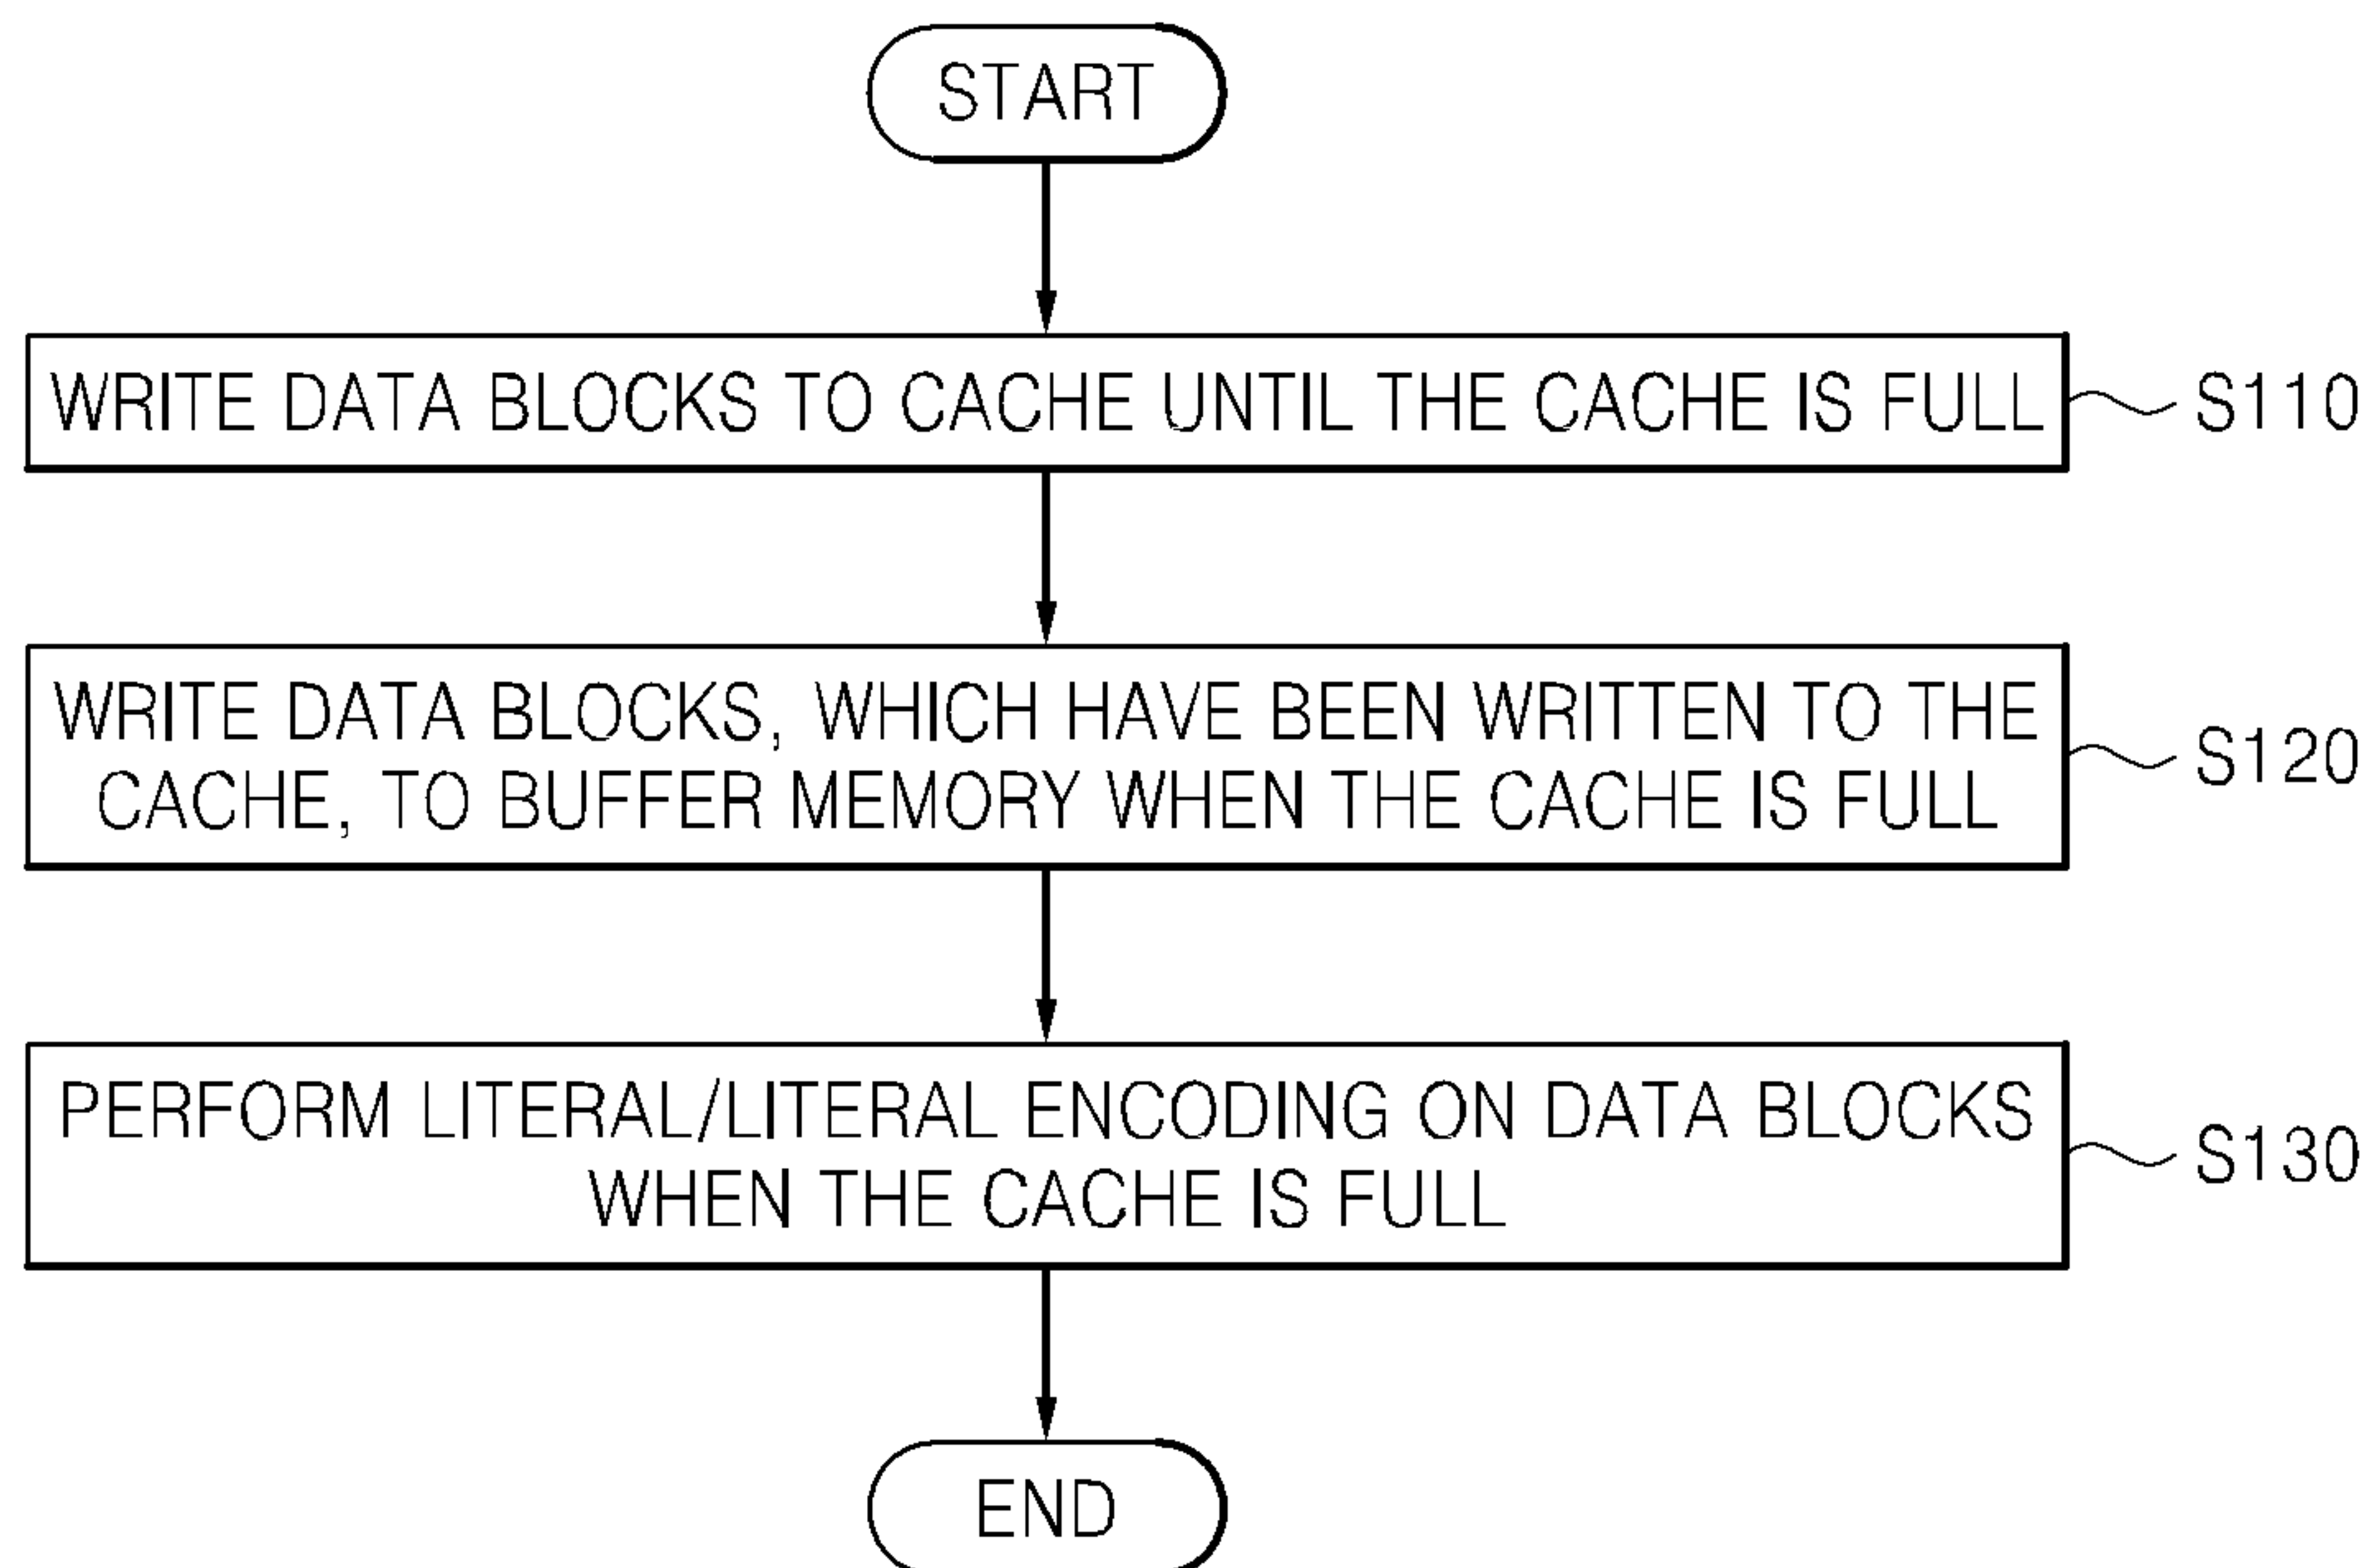 START
WRITE DATA BLOCKS TO CACHE UNTIL THE CACHE IS FULL
S110
WRITE DATA BLOCKS, WHICH HAVE BEEN WRITTEN TO THE
CACHE, TO BUFFER MEMORY WHEN THE CACHE IS FULL
S120
PERFORM LITERAL/LITERAL ENCODING ON DATA BLOCKS
WHEN THE CACHE IS FULL
S130
END